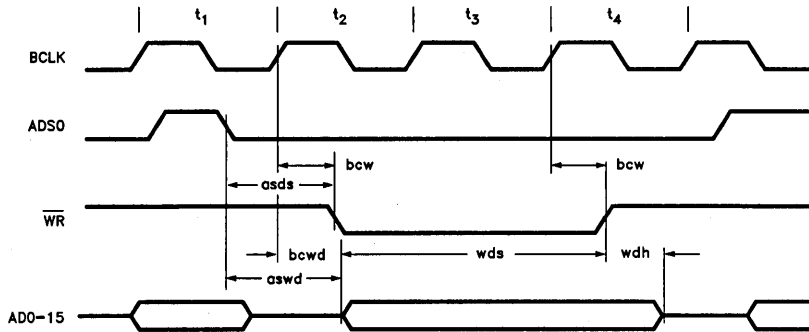 t1 t2 t3 t4
BCLK
ADS0
bcw bcw
asds
WR
bcwd wds wdh
aswd
AD0-15